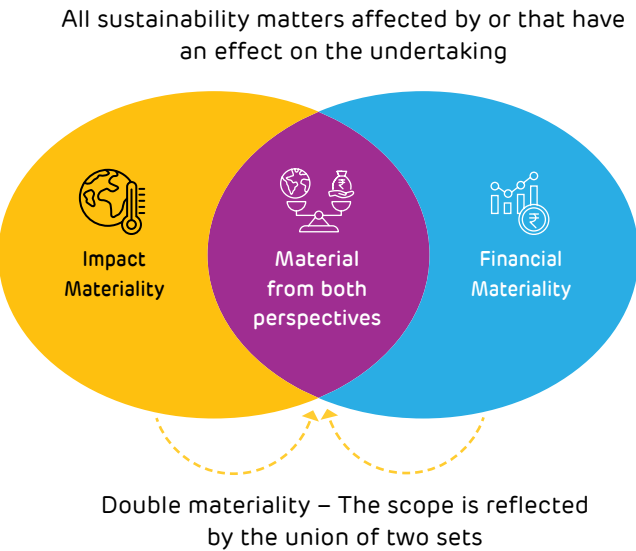 All sustainability matters affected by or that have
an effect on the undertaking
Impact
Materiality
Material
from both
perspectives
₹
Financial
Materiality
₹
Double materiality – The scope is reflected
by the union of two sets